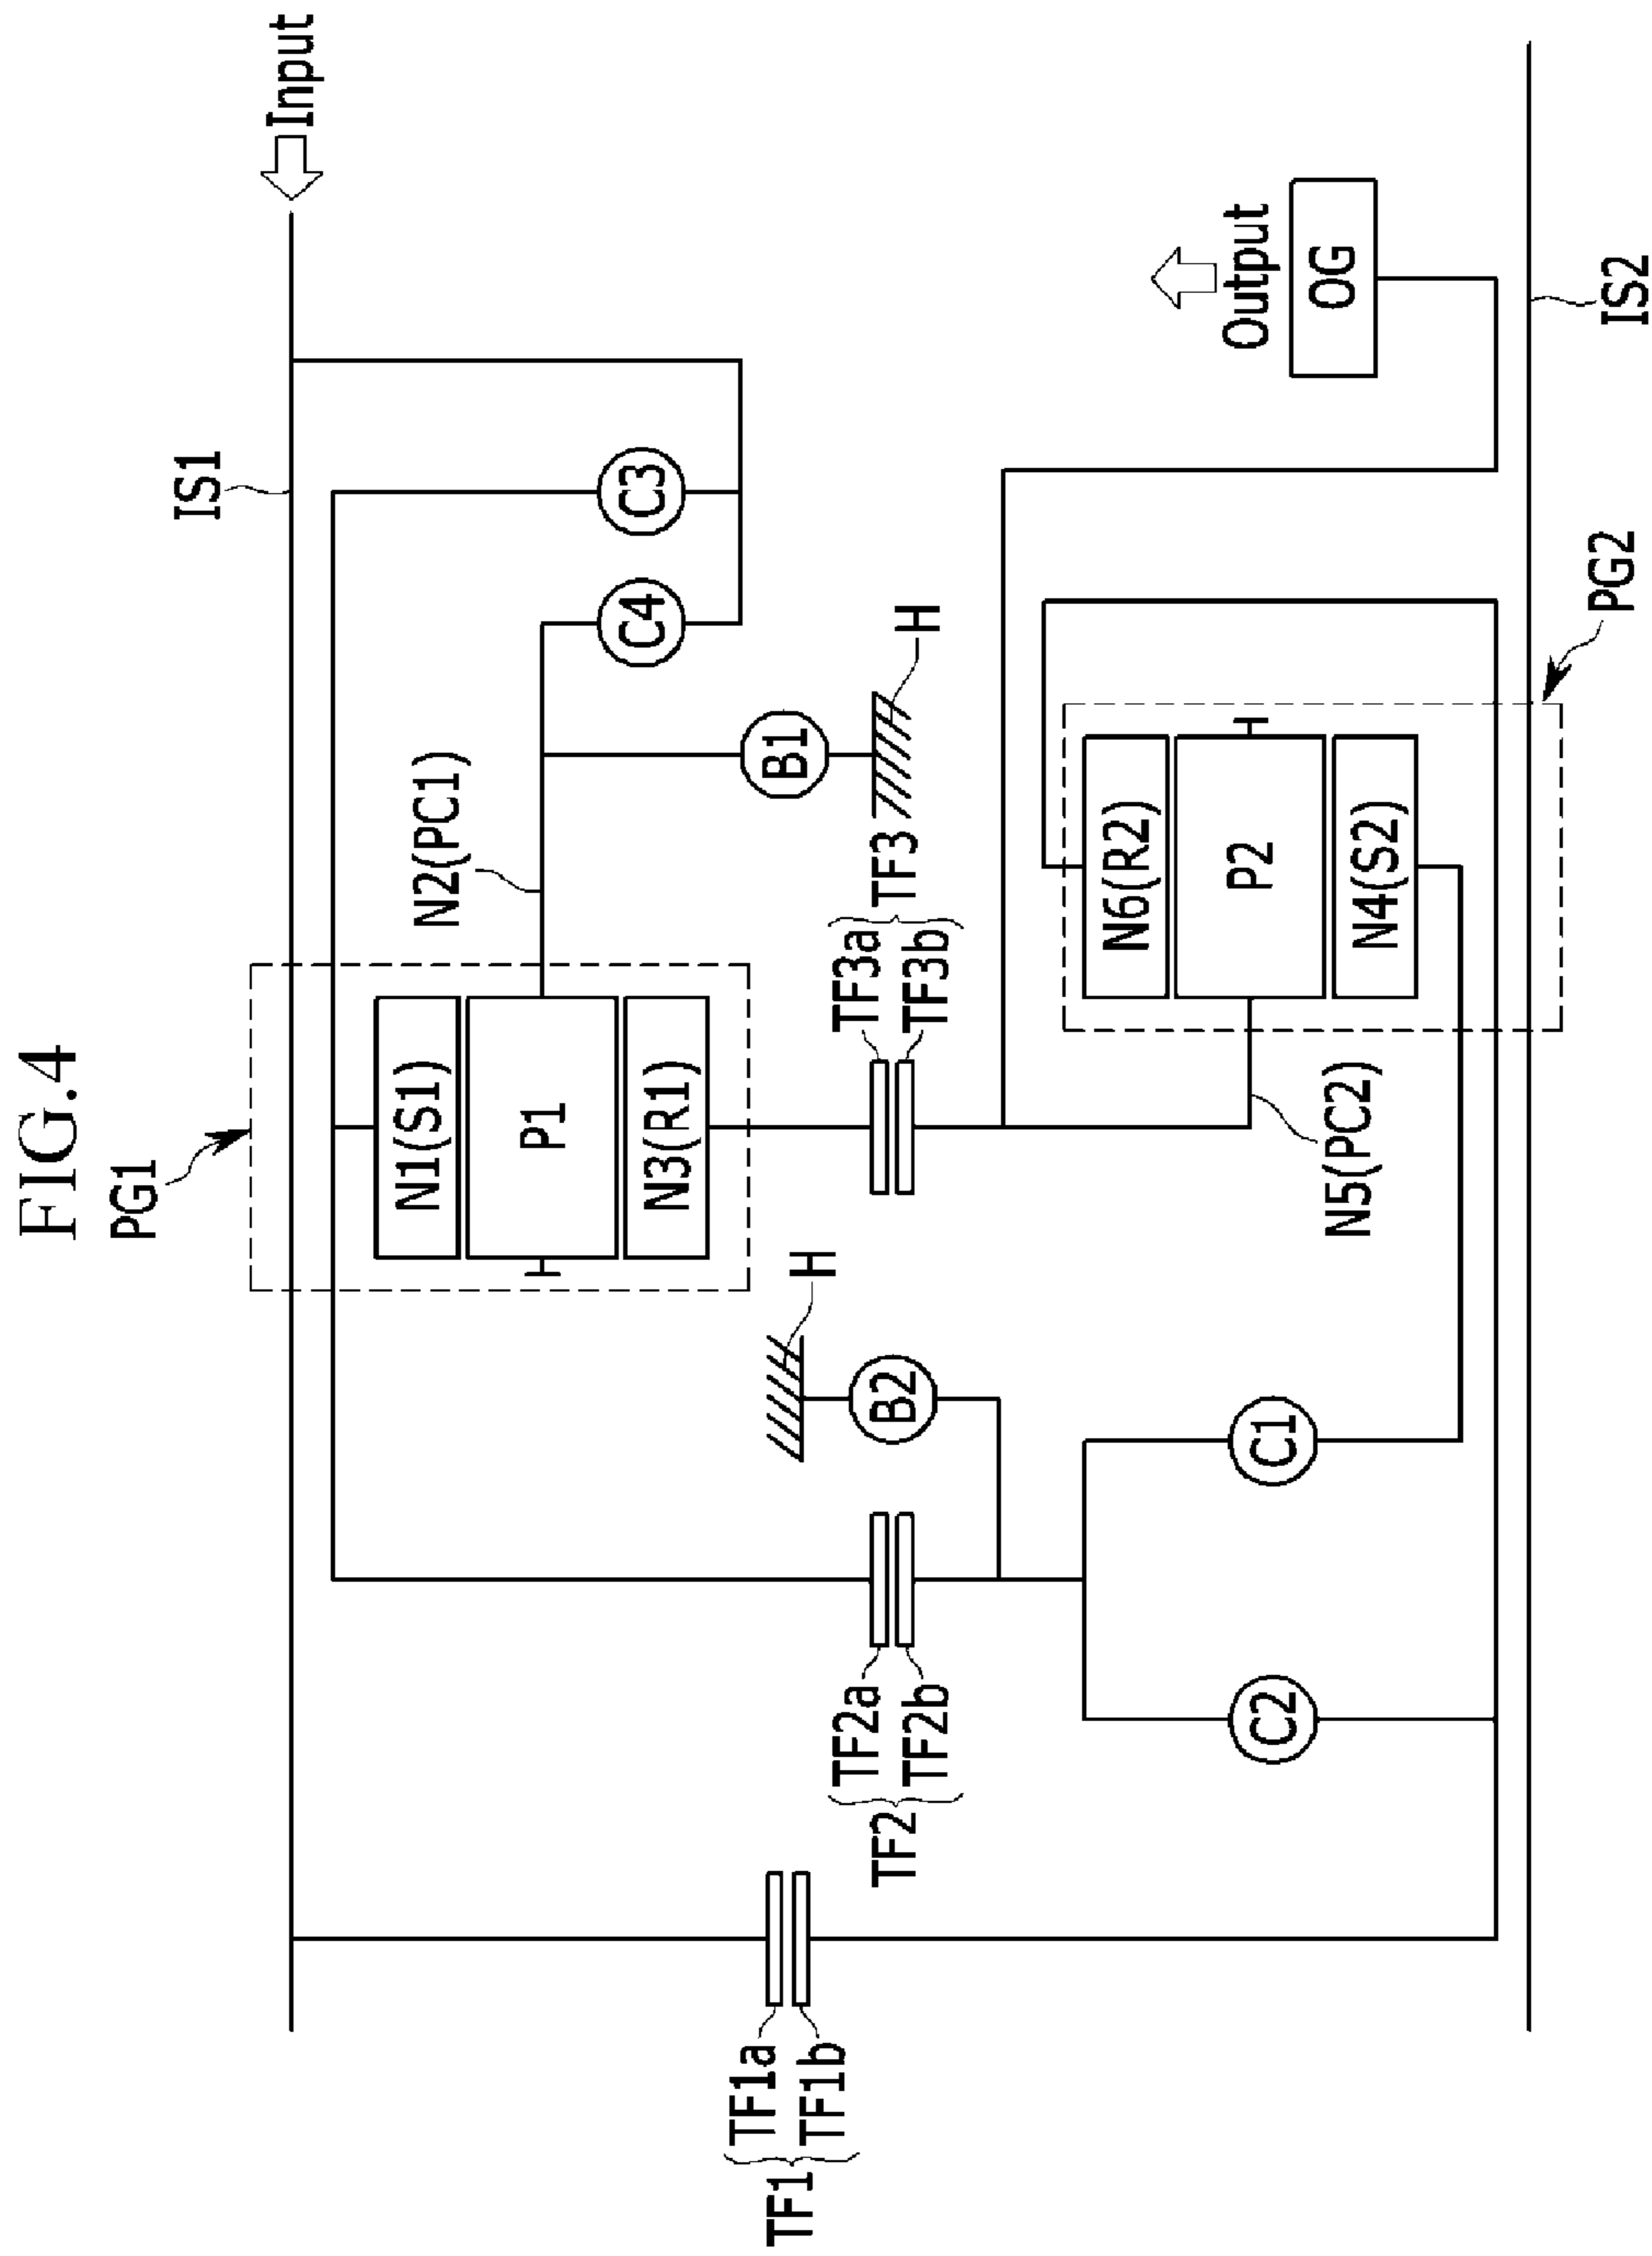 FIG.4
PG1
IS1
Input
N1(S1)
P1
N3(R1)
N2(PC1)
C4
C3
B1
H
TF1a
TF1b
TF1
TF2a
TF2b
TF2
H
B2
TF3a
TF3b
TF3
Output
OG
C2
C1
N5(PC2)
N6(R2)
P2
N4(S2)
PG2
IS2